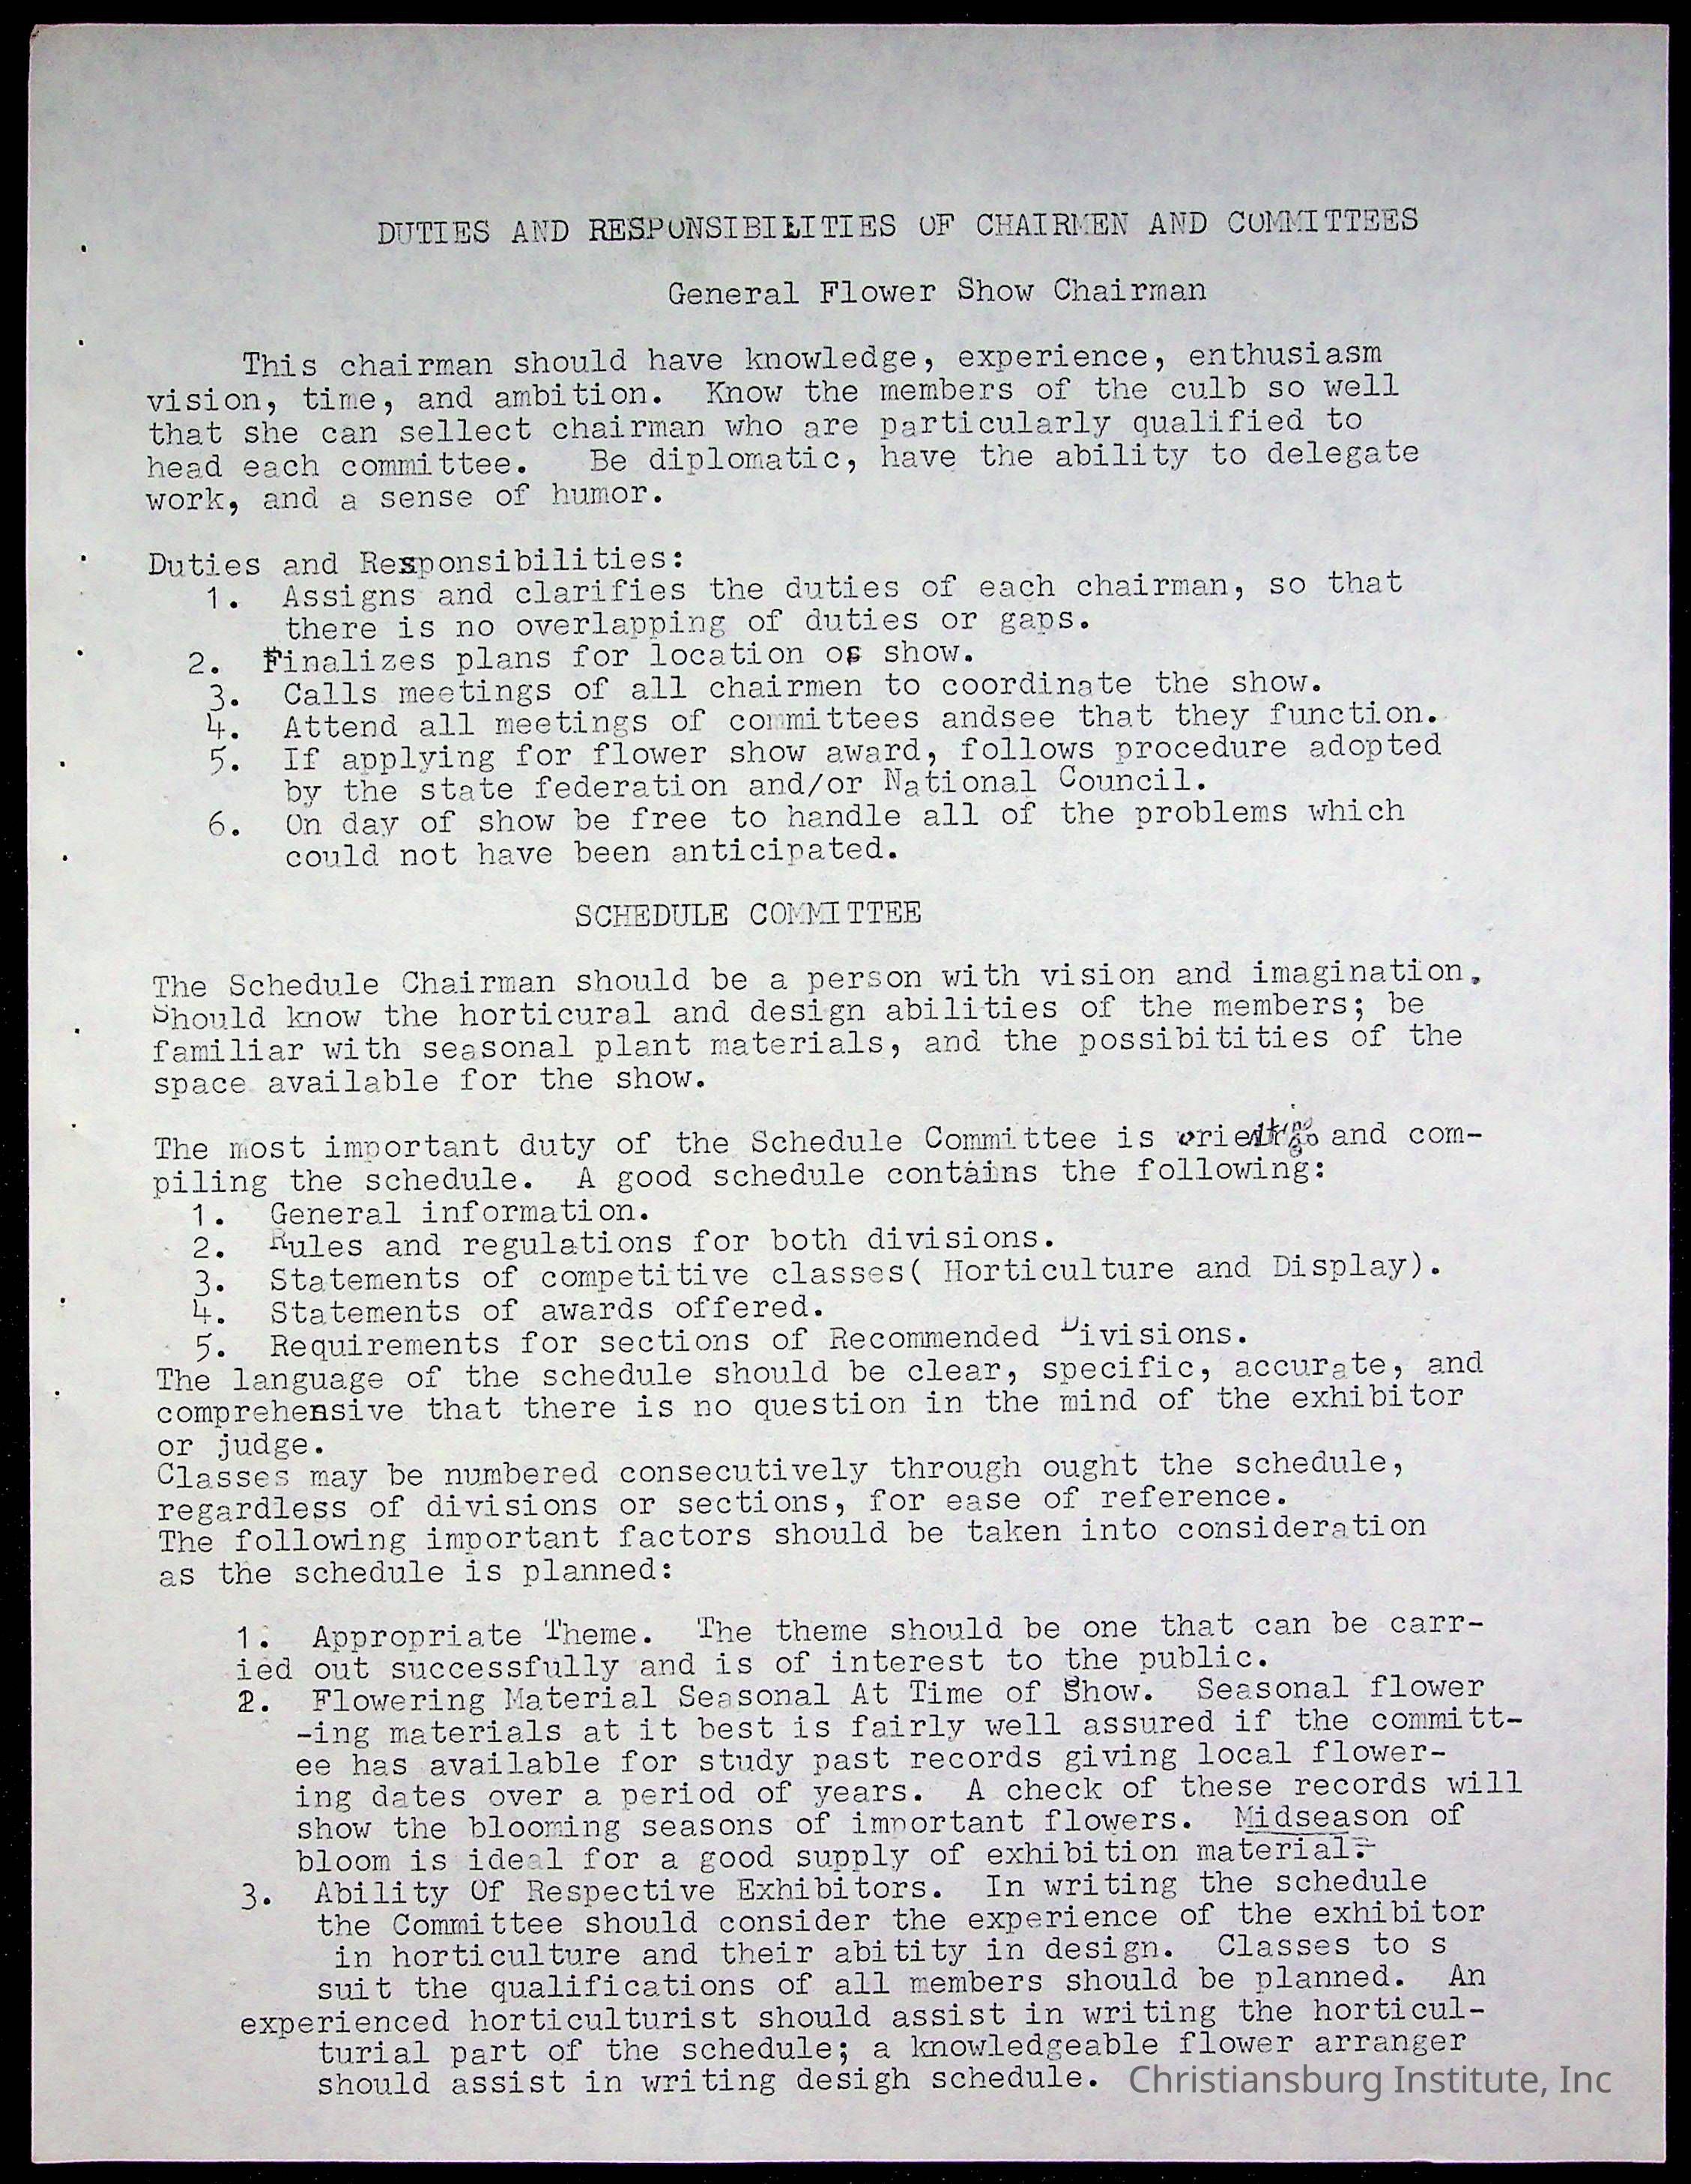 DUTIES AND RESPONSIBILITIES OF CHAIRMEN AND COMMITTEES
General Flower Show Chairman
This chairman should have knowledge, experience, enthusiasm
vision, time, and ambition. Know the members of the culb so well
that she can sellect chairman who are particularly qualified to
head each committee. Be diplomatic, have the ability to delegate
work, and a sense of humor.
Duties and Responsibilities:
1. Assigns and clarifies the duties of each chairman, so that
there is no overlapping of duties or gaps.
2. Finalizes plans for location of show.
3. Calls meetings of all chairmen to coordinate the show.
4. Attend all meetings of committees andsee that they function.
5. If applying for flower show award, follows procedure adopted
by the state federation and/or National Council.
6. On day of show be free to handle all of the problems which
could not have been anticipated.
SCHEDULE COMMITTEE
The Schedule Chairman should be a person with vision and imagination.
Should know the horticural and design abilities of the members; be
familiar with seasonal plant materials, and the possibitities of the
space available for the show.
The most important duty of the Schedule Committee is and com-
piling the schedule. A good schedule contains the following:
1. General information.
2. Rules and regulations for both divisions.
3. Statements of competitive classes( Horticulture and Display).
4. Statements of awards offered.
5. Requirements for sections of Recommended Divisions.
The language of the schedule should be clear, specific, accurate, and
comprehensive that there is no question in the mind of the exhibitor
or judge.
Classes may be numbered consecutively through ought the schedule,
regardless of divisions or sections, for ease of reference.
The following important factors should be taken into consideration
as the schedule is planned:
1. Appropriate Theme. The theme should be one that can be carr-
ied out successfully and is of interest to the public.
2. Flowering Material Seasonal At Time of Show. Seasonal flower
-ing materials at it best is fairly well assured if the committ-
ee has available for study past records giving local flower-
ing dates over a period of years. A check of these records will
show the blooming seasons of important flowers. Midseason of
bloom is ideal for a good supply of exhibition material.
3. Ability Of Respective Exhibitors. In writing the schedule
the Committee should consider the experience of the exhibitor
in horticulture and their abitity in design. Classes to s
suit the qualifications of all members should be planned. An
experienced horticulturist should assist in writing the horticul-
turial part of the schedule; a knowledgeable flower arranger
should assist in writing desigh schedule.
Christiansburg Institute, Inc